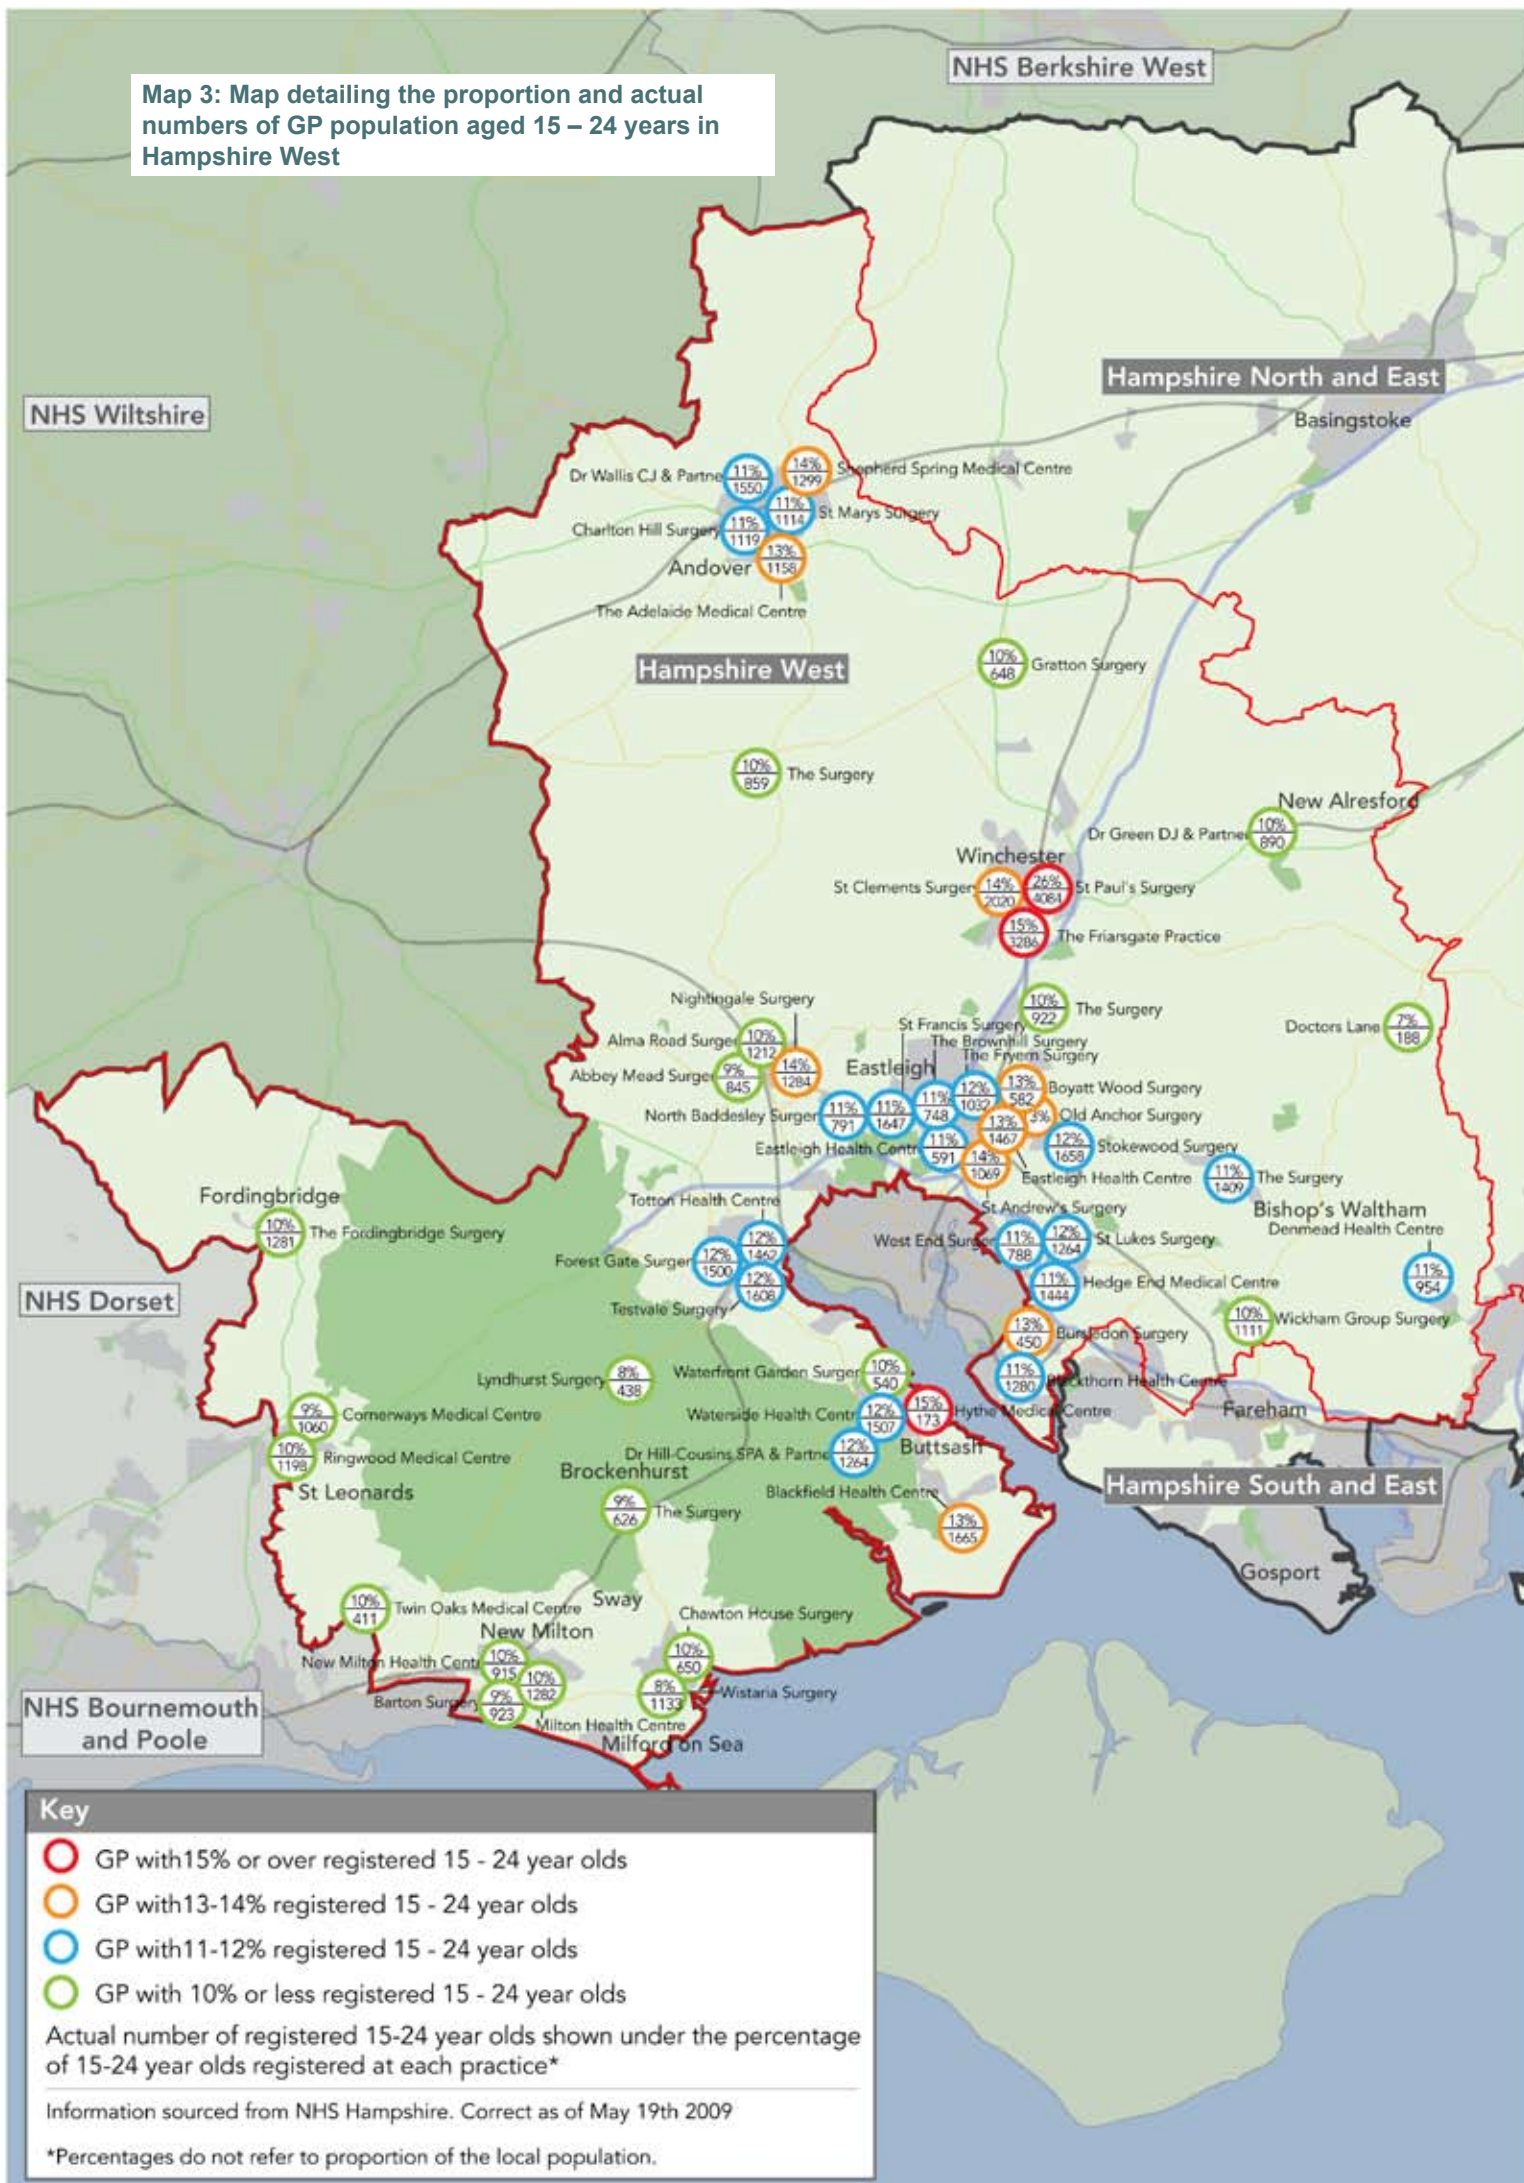 NHS Berkshire West
Map 3: Map detailing the proportion and actual
numbers of GP population aged 15 – 24 years in
Hampshire West
Hampshire North and East
Basingstoke
NHS Wiltshire
Dr Wallis CJ & Partne
11%
1550
14%
1299
Shepherd Spring Medical Centre
11%
1114
St Marys Surgery
Charlton Hill Surgery
11%
1119
Andover
13%
1158
The Adelaide Medical Centre
Hampshire West
10%
648
Gratton Surgery
10%
859
The Surgery
New Alresford
Dr Green DJ & Partne
10%
890
Winchester
St Clements Surger
14%
2020
26%
4084
St Paul's Surgery
15%
3286
The Friarsgate Practice
Nightingale Surgery
10%
922
The Surgery
Doctors Lane
7%
188
St Francis Surgery
The Brownhill Surgery
The Fryern Surgery
Alma Road Surge
10%
1212
Abbey Mead Surge
9%
845
14%
1284
Eastleigh
North Baddesley Surger
11%
791
11%
1647
11%
748
12%
1032
13%
582
Boyatt Wood Surgery
3%
Old Anchor Surgery
13%
1467
Eastleigh Health Centr
11%
591
14%
1069
12%
1658
Stokewood Surgery
Eastleigh Health Centre
11%
1409
The Surgery
Bishop's Waltham
Denmead Health Centre
11%
954
St Andrew's Surgery
Fordingbridge
10%
1281
The Fordingbridge Surgery
Totton Health Centre
12%
1462
Forest Gate Surger
12%
1500
12%
1608
Testvale Surgery
West End Surger
11%
788
12%
1264
St Lukes Surgery
11%
1444
Hedge End Medical Centre
NHS Dorset
13%
450
Bursledon Surgery
10%
1111
Wickham Group Surgery
11%
1280
Blackthorn Health Centre
Fareham
Lyndhurst Surgery
8%
438
Waterfront Garden Surger
10%
540
Waterside Health Centr
12%
1507
15%
173
Hythe Medical Centre
Buttsash
Dr Hill-Cousins SPA & Partne
12%
1264
9%
1060
Cornerways Medical Centre
10%
1198
Ringwood Medical Centre
St Leonards
Brockenhurst
9%
626
The Surgery
Blackfield Health Centre
13%
1665
Hampshire South and East
Gosport
10%
411
Twin Oaks Medical Centre
Sway
New Milton
Chawton House Surgery
10%
650
New Milton Health Cent
10%
915
10%
1282
Barton Surgery
9%
923
Milton Health Centre
8%
1133
Wistaria Surgery
Milford on Sea
NHS Bournemouth
and Poole
Key
GP with15% or over registered 15 - 24 year olds
GP with13-14% registered 15 - 24 year olds
GP with11-12% registered 15 - 24 year olds
GP with 10% or less registered 15 - 24 year olds
Actual number of registered 15-24 year olds shown under the percentage
of 15-24 year olds registered at each practice*
Information sourced from NHS Hampshire. Correct as of May 19th 2009
*Percentages do not refer to proportion of the local population.